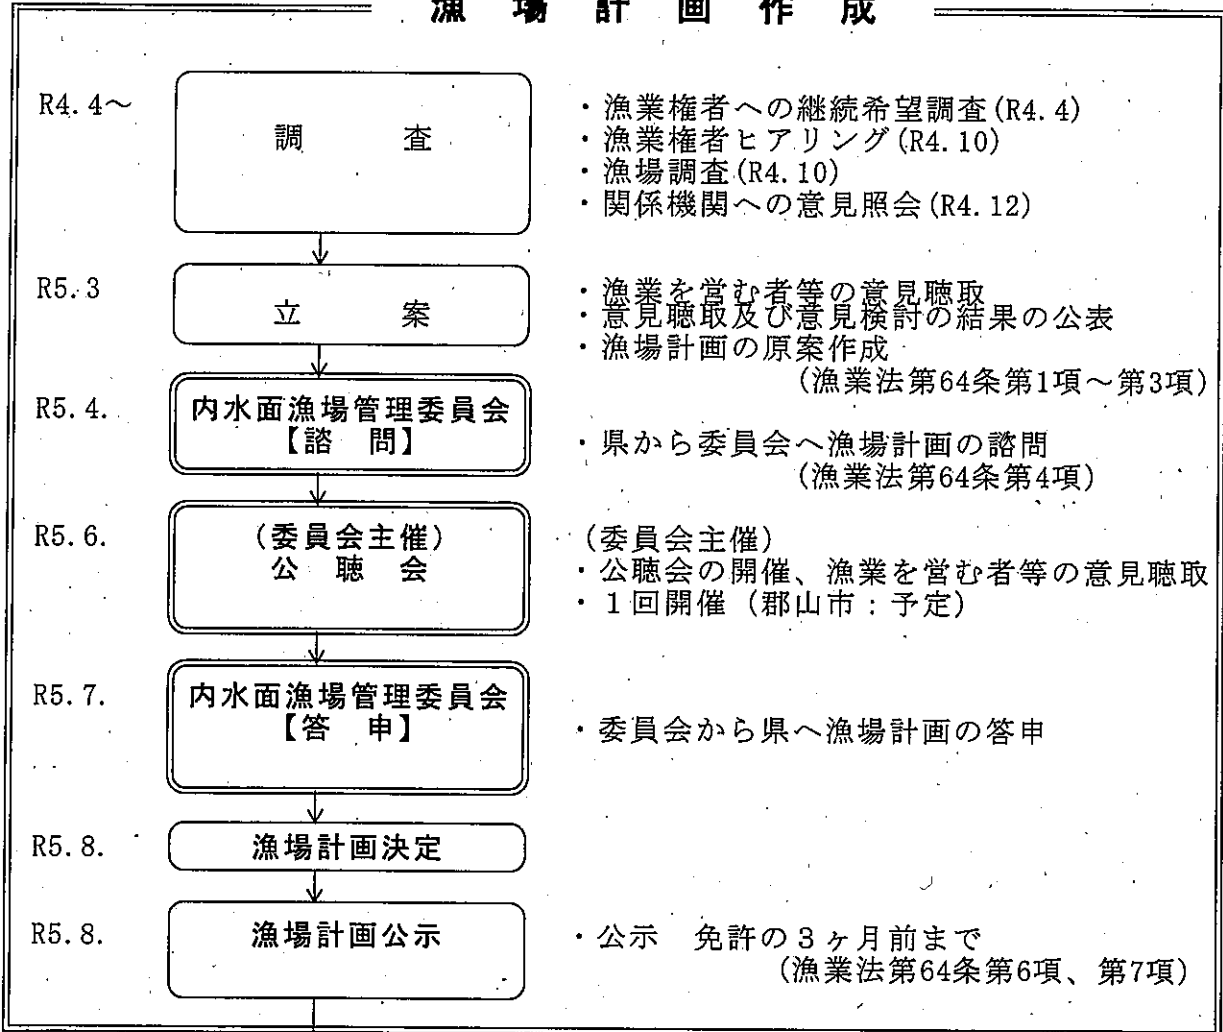 漁場計画作成
R4.4～
調査
・漁業権者への継続希望調査(R4.4)
・漁業権者ヒアリング(R4.10)
・漁場調査(R4.10)
・関係機関への意見照会(R4.12)
R5.3
立案
・漁業を営む者等の意見聴取
・意見聴取及び意見検討の結果の公表
・漁場計画の原案作成
(漁業法第64条第1項～第3項)
R5.4.
内水面漁場管理委員会
【諮問】
・県から委員会へ漁場計画の諮問
(漁業法第64条第4項)
R5.6.
(委員会主催)
公聴会
(委員会主催)
・公聴会の開催、漁業を営む者等の意見聴取
・1回開催（郡山市：予定）
R5.7.
内水面漁場管理委員会
【答申】
・委員会から県へ漁場計画の答申
R5.8.
漁場計画決定
R5.8.
漁場計画公示
・公示　免許の3ヶ月前まで
(漁業法第64条第6項、第7項)